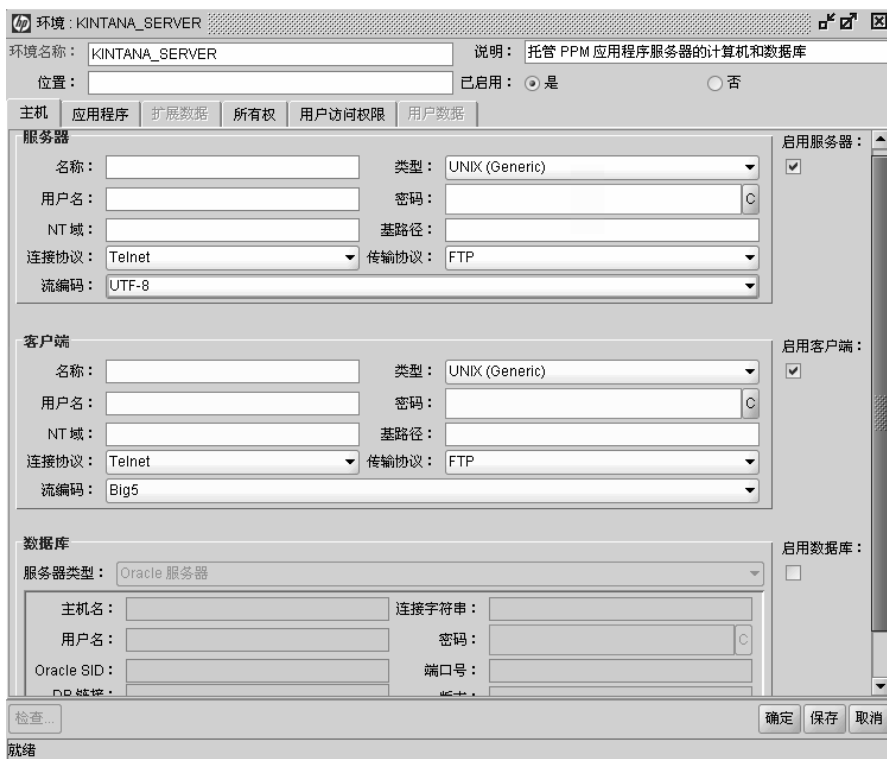 hp 环境 : KINTANA_SERVER
环境名称： KINTANA_SERVER 说明： 托管 PPM 应用程序服务器的计算机和数据库
位置： 已启用： 是 否
主机 应用程序 扩展数据 所有权 用户访问权限 用户数据
服务器 启用服务器：
名称： 类型： UNIX (Generic)
用户名： 密码： C
NT 域： 基路径：
连接协议： Telnet 传输协议： FTP
流编码： UTF-8
客户端 启用客户端：
名称： 类型： UNIX (Generic)
用户名： 密码： C
NT 域： 基路径：
连接协议： Telnet 传输协议： FTP
流编码： Big5
数据库 启用数据库：
服务器类型： Oracle 服务器
主机名： 连接字符串：
用户名： 密码： C
Oracle SID： 端口号：
DB 链接：
检查... 确定 保存 取消
就绪